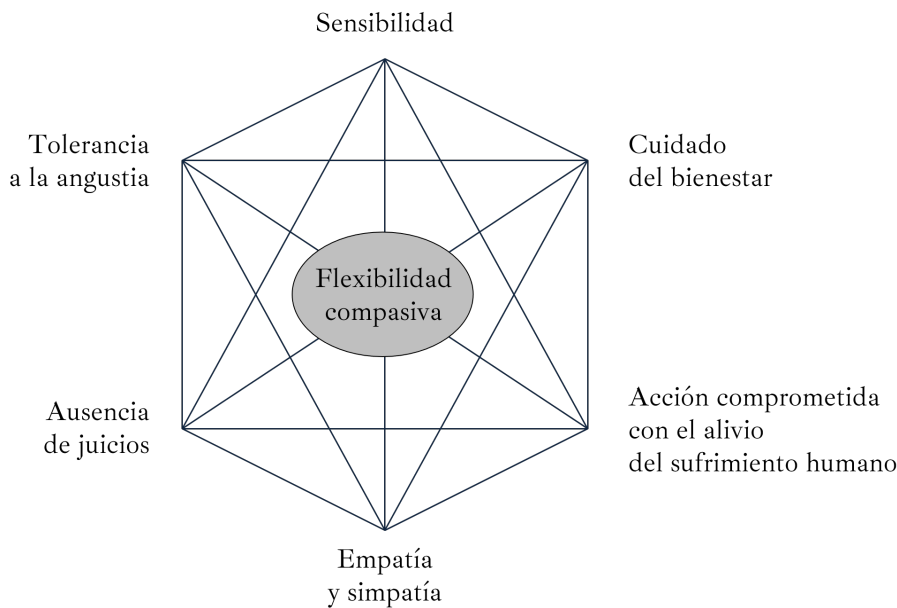 Sensibilidad
Tolerancia
a la angustia
Cuidado
del bienestar
Flexibilidad
compasiva
Ausencia
de juicios
Acción comprometida
con el alivio
del sufrimiento humano
Empatía
y simpatía